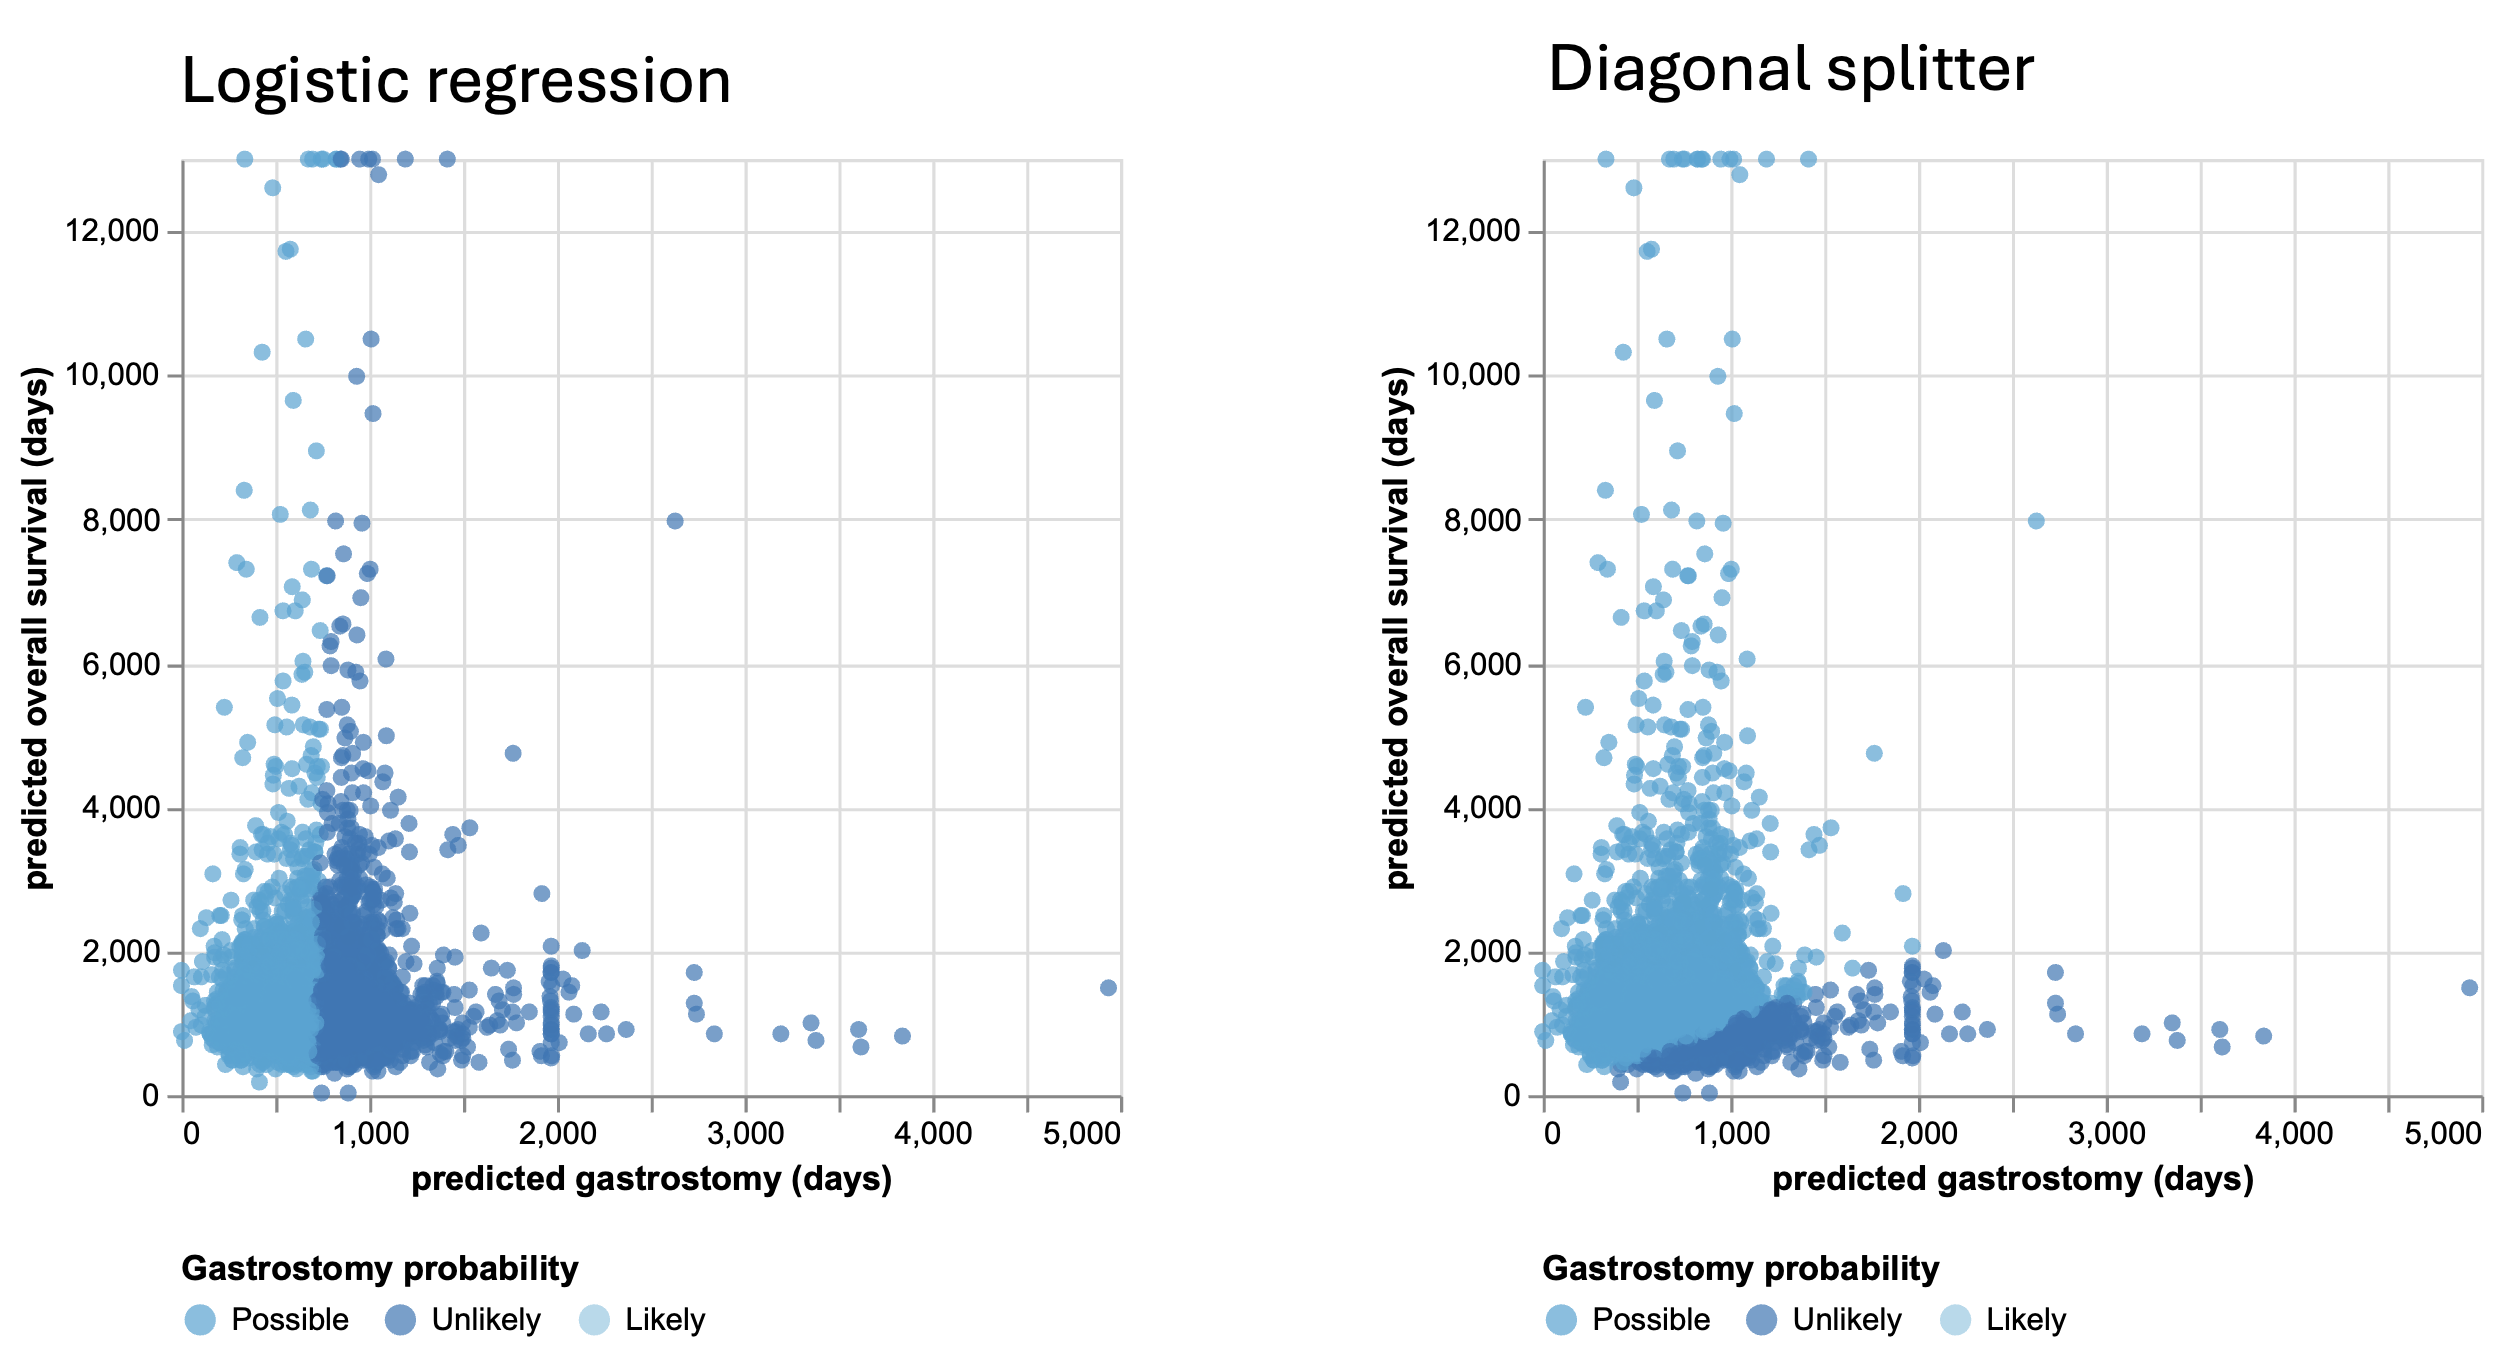 Logistic regression
Diagonal splitter
predicted overall survival (days)
12,000
10,000
8,000
6,000
4,000
2,000
0
0 1,000 2,000 3,000 4,000 5,000
predicted gastrostomy (days)
Gastrostomy probability
Possible Unlikely Likely
predicted overall survival (days)
12,000
10,000
8,000
6,000
4,000
2,000
0
0 1,000 2,000 3,000 4,000 5,000
predicted gastrostomy (days)
Gastrostomy probability
Possible Unlikely Likely